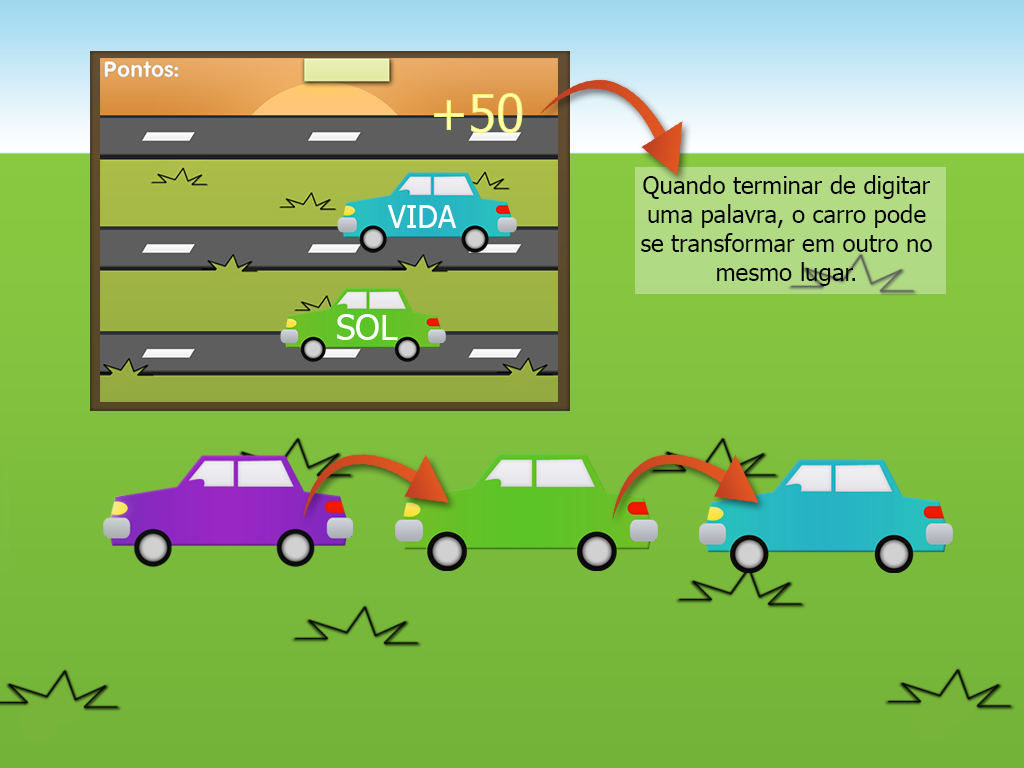 Pontos:
+50
VIDA
SOL
Quando terminar de digitar
uma palavra, o carro pode
se transformar em outro no
mesmo lugar.